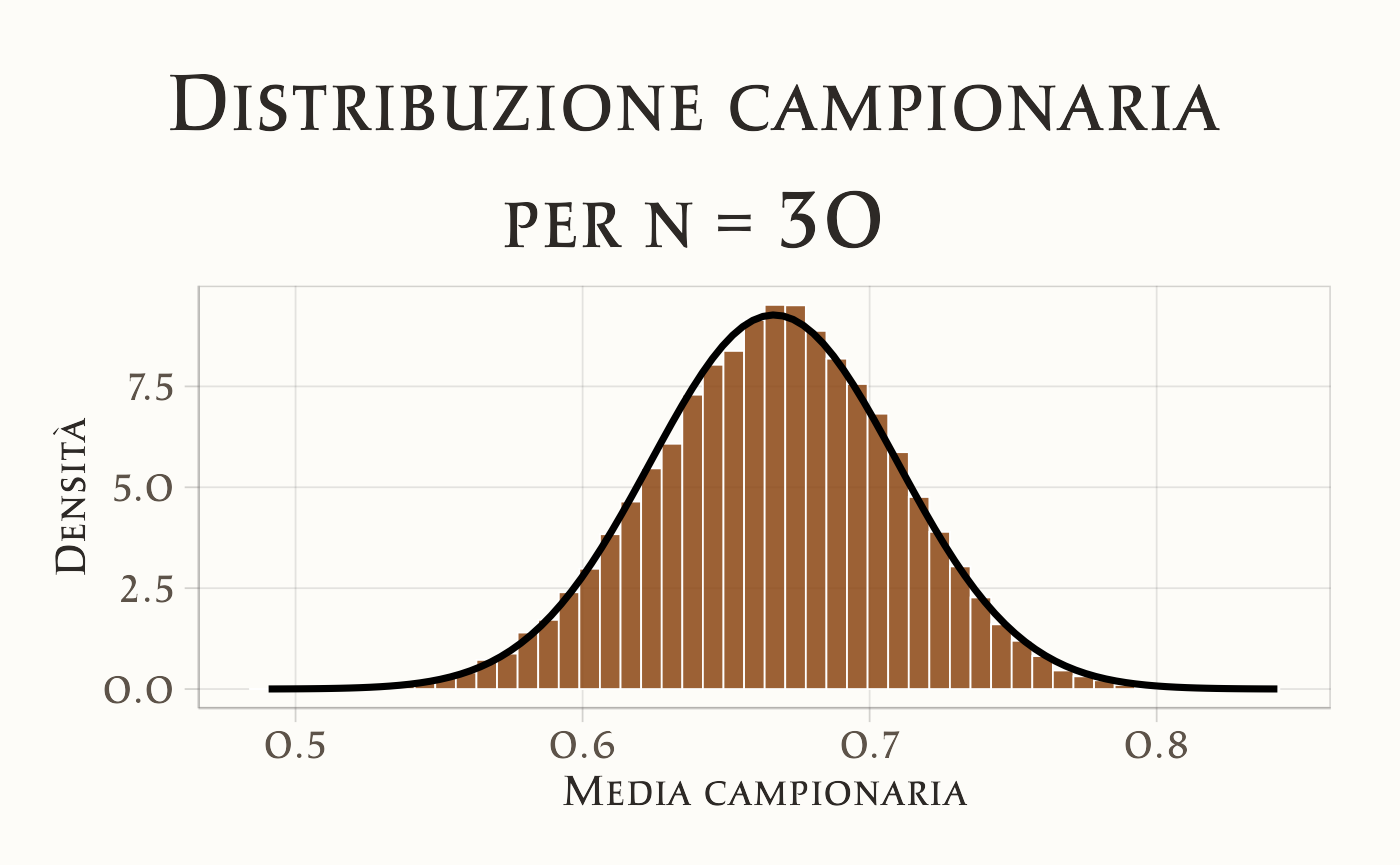 Distribuzione campionaria
per n = 30
Densità
7.5
5.0
2.5
0.0
0.5 0.6 0.7 0.8
Media campionaria